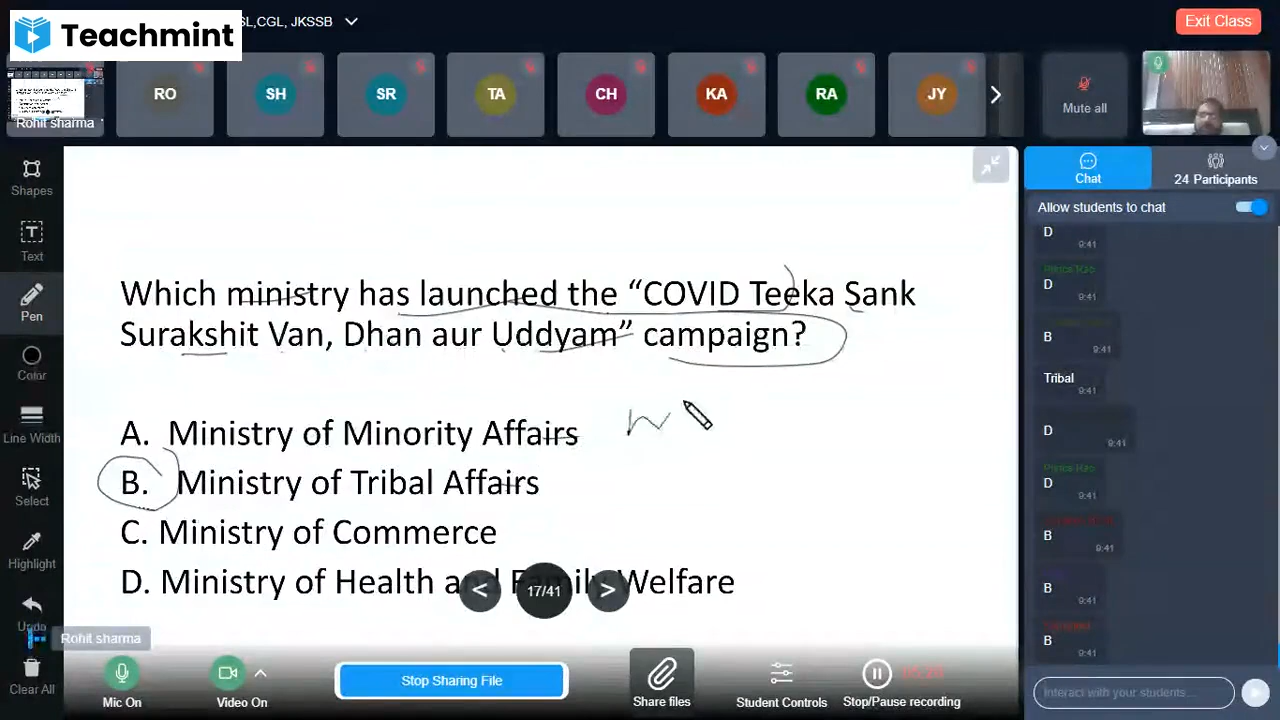 Teachmint
SL,CGL, JKSSB
Exit Class
RO
SH
SR
TA
CH
KA
RA
JY
Mute all
Rohit sharma
Shapes
Text
Pen
Color
Line Width
Select
Highlight
Undo
Clear All
Which ministry has launched the “COVID Teeka Sank
Surakshit Van, Dhan aur Uddyam” campaign?
A. Ministry of Minority Affairs
B. Ministry of Tribal Affairs
C. Ministry of Commerce
D. Ministry of Health and Family Welfare
< 17/41 >
Rohit sharma
Mic On
Video On
Stop Sharing File
Share files
Student Controls
Stop/Pause recording
Chat
24 Participants
Allow students to chat
D
9:41
D
9:41
B
9:41
Tribal
9:41
D
9:41
D
9:41
B
9:41
B
9:41
B
9:41
Interact with your students...